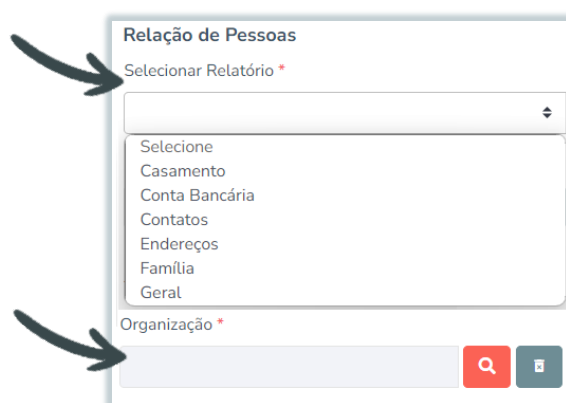 Relação de Pessoas
Selecionar Relatório *
Selecione
Casamento
Conta Bancária
Contatos
Endereços
Família
Geral
Organização *